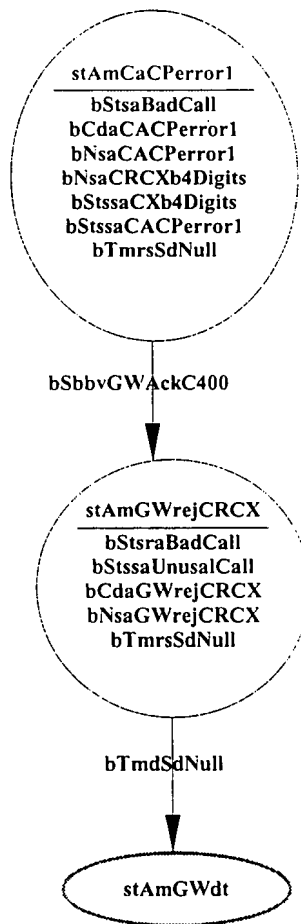 stAmCaCPerror1
bStsaBadCall
bCdaCACPerror1
bNsaCACPerror1
bNsaCRCXb4Digits
bStssaCXb4Digits
bStssaCACPerror1
bTmrsSdNull
bSbbvGWAckC400
stAmGWrejCRCX
bStsraBadCall
bStssaUnusalCall
bCdaGWrejCRCX
bNsaGWrejCRCX
bTmrsSdNull
bTmdSdNull
stAmGWdt